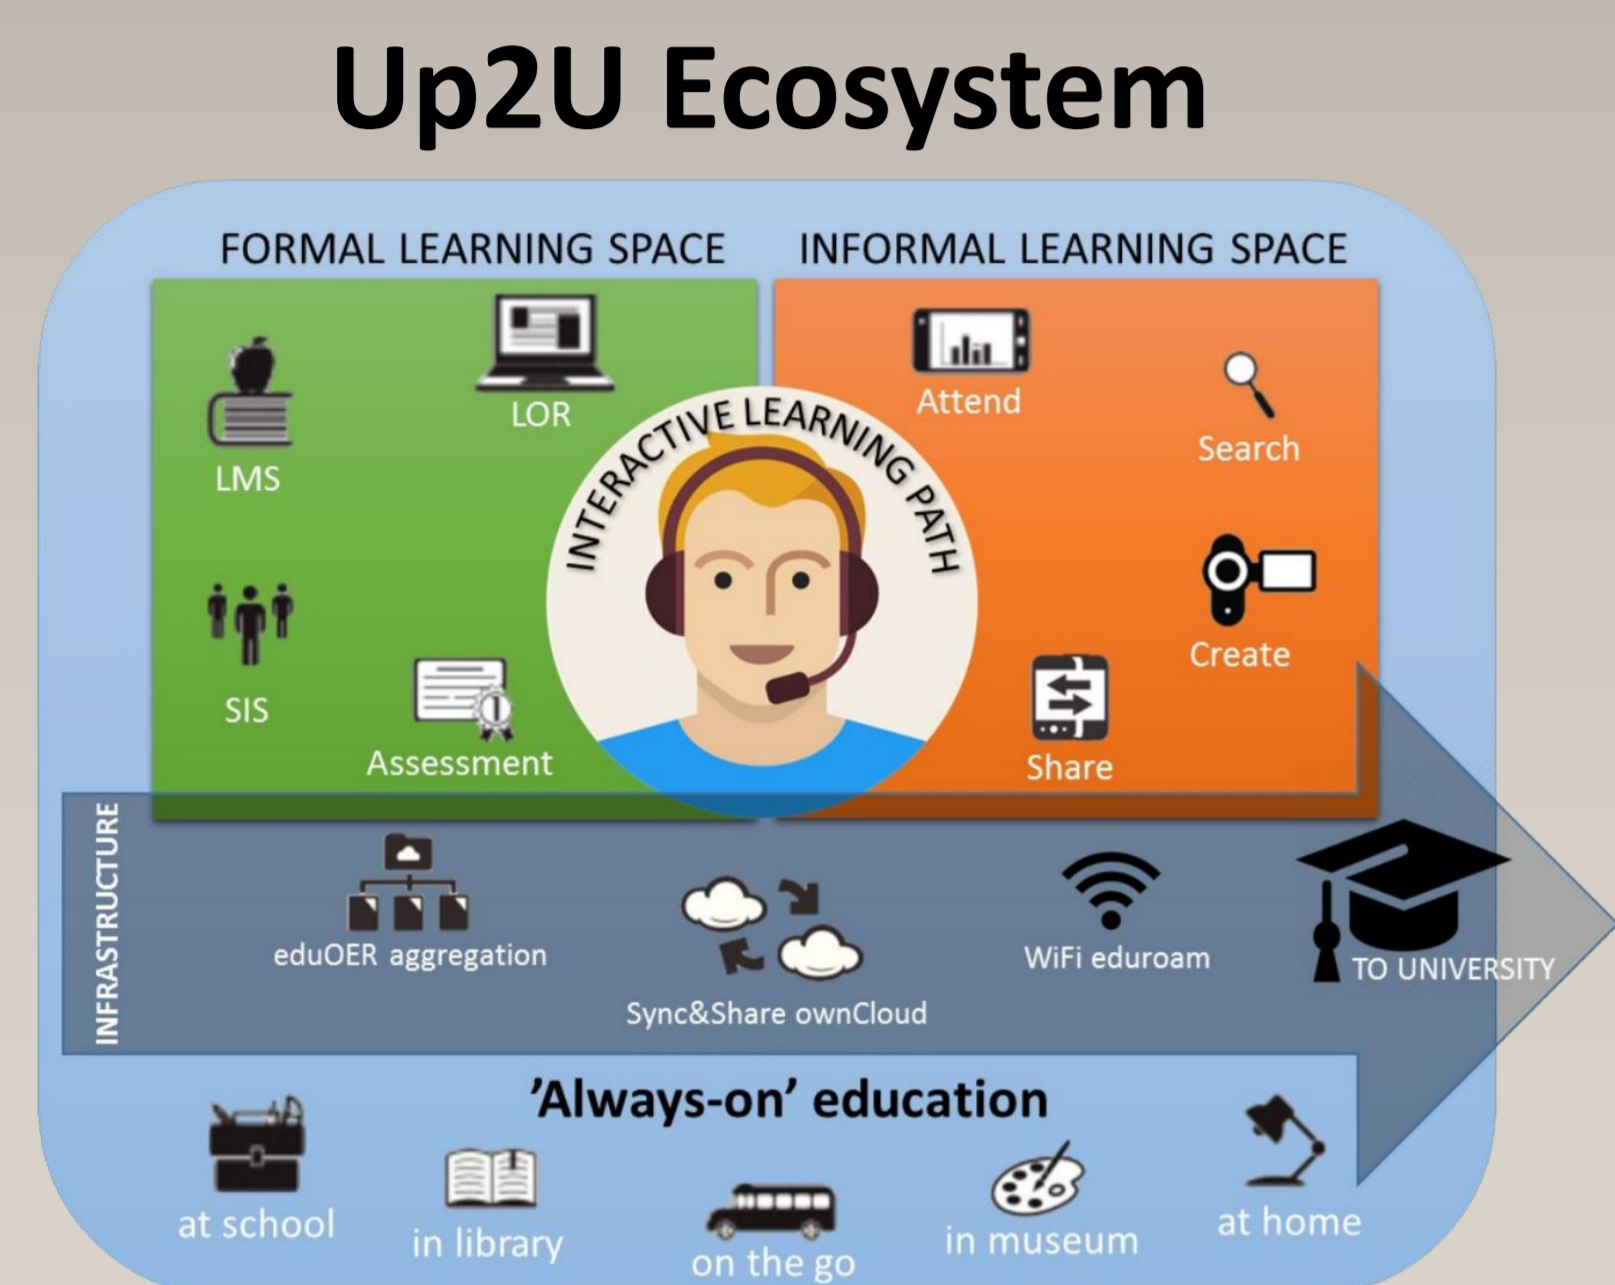 Up2U Ecosystem
FORMAL LEARNING SPACE
INFORMAL LEARNING SPACE
LMS
LOR
SIS
Assessment
INTERACTIVE LEARNING PATH
Attend
Search
Create
Share
INFRASTRUCTURE
eduOER aggregation
Sync&Share ownCloud
WiFi eduroam
TO UNIVERSITY
’Always-on’ education
at school
in library
on the go
in museum
at home